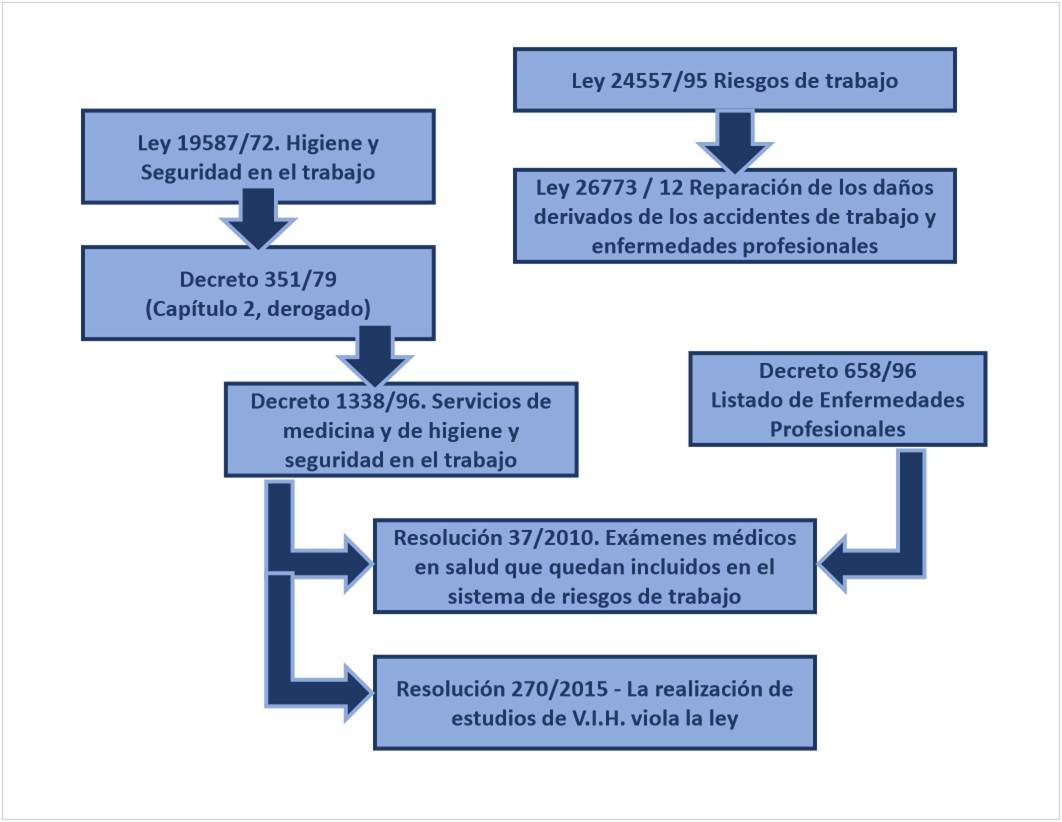 Ley 24557/95 Riesgos de trabajo
Ley 19587/72. Higiene y
Seguridad en el trabajo
Ley 26773 / 12 Reparación de los daños
derivados de los accidentes de trabajo y
enfermedades profesionales
Decreto 351/79
(Capítulo 2, derogado)
Decreto 658/96
Listado de Enfermedades
Profesionales
Decreto 1338/96. Servicios de
medicina y de higiene y
seguridad en el trabajo
Resolución 37/2010. Exámenes médicos
en salud que quedan incluidos en el
sistema de riesgos de trabajo
Resolución 270/2015 - La realización de
estudios de V.I.H. viola la ley